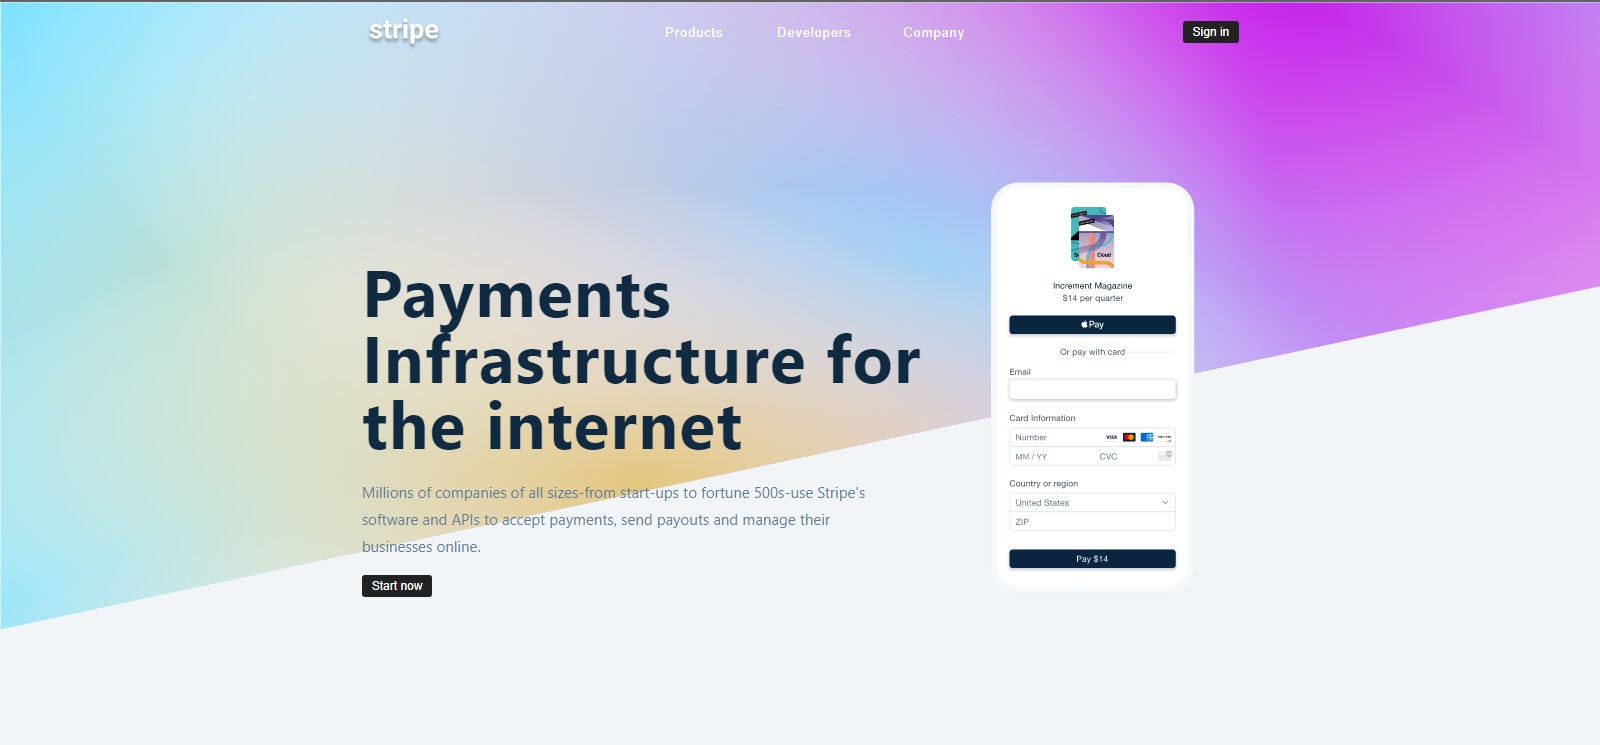 stripe
Products Developers Company
Sign in
Payments
Infrastructure for
the internet
Millions of companies of all sizes-from start-ups to fortune 500s-use Stripe's
software and APIs to accept payments, send payouts and manage their
businesses online.
Start now
Cloud
Increment Magazine
$14 per quarter
Pay
Or pay with card
Email
Card Information
Number VISA
MM / YY CVC
Country or region
United States
ZIP
Pay $14